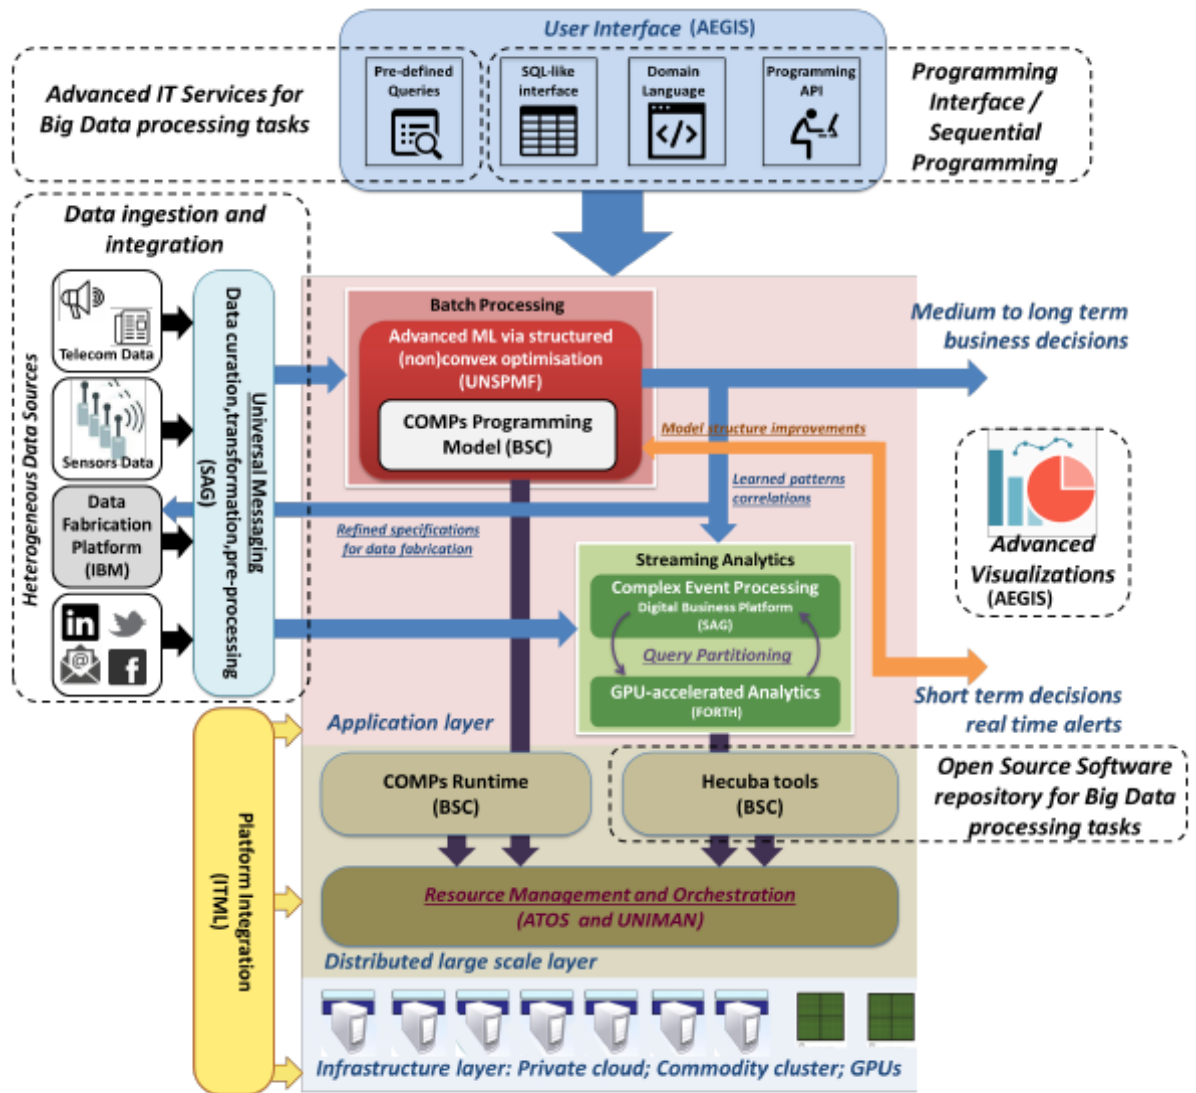 User Interface (AEGIS)
Advanced IT Services for
Big Data processing tasks
Pre-defined
Queries
SQL-like
interface
Domain
Language
Programming
API
Programming
Interface /
Sequential
Programming
Data ingestion and
integration
Heterogeneous Data Sources
Telecom Data
Sensors Data
Data
Fabrication
Platform
(IBM)
in
@
f
Universal Messaging
Data curation,transformation,pre-processing
(SAG)
Batch Processing
Advanced ML via structured
(non)convex optimisation
(UNSPMF)
COMPs Programming
Model (BSC)
Medium to long term
business decisions
Model structure improvements
Learned patterns
correlations
Refined specifications
for data fabrication
Advanced
Visualizations
(AEGIS)
Streaming Analytics
Complex Event Processing
Digital Business Platform
(SAG)
Query Partitioning
GPU-accelerated Analytics
(FORTH)
Short term decisions
real time alerts
Application layer
Platform Integration
(ITML)
COMPs Runtime
(BSC)
Hecuba tools
(BSC)
Open Source Software
repository for Big Data
processing tasks
Resource Management and Orchestration
(ATOS and UNIMAN)
Distributed large scale layer
Infrastructure layer: Private cloud; Commodity cluster; GPUs